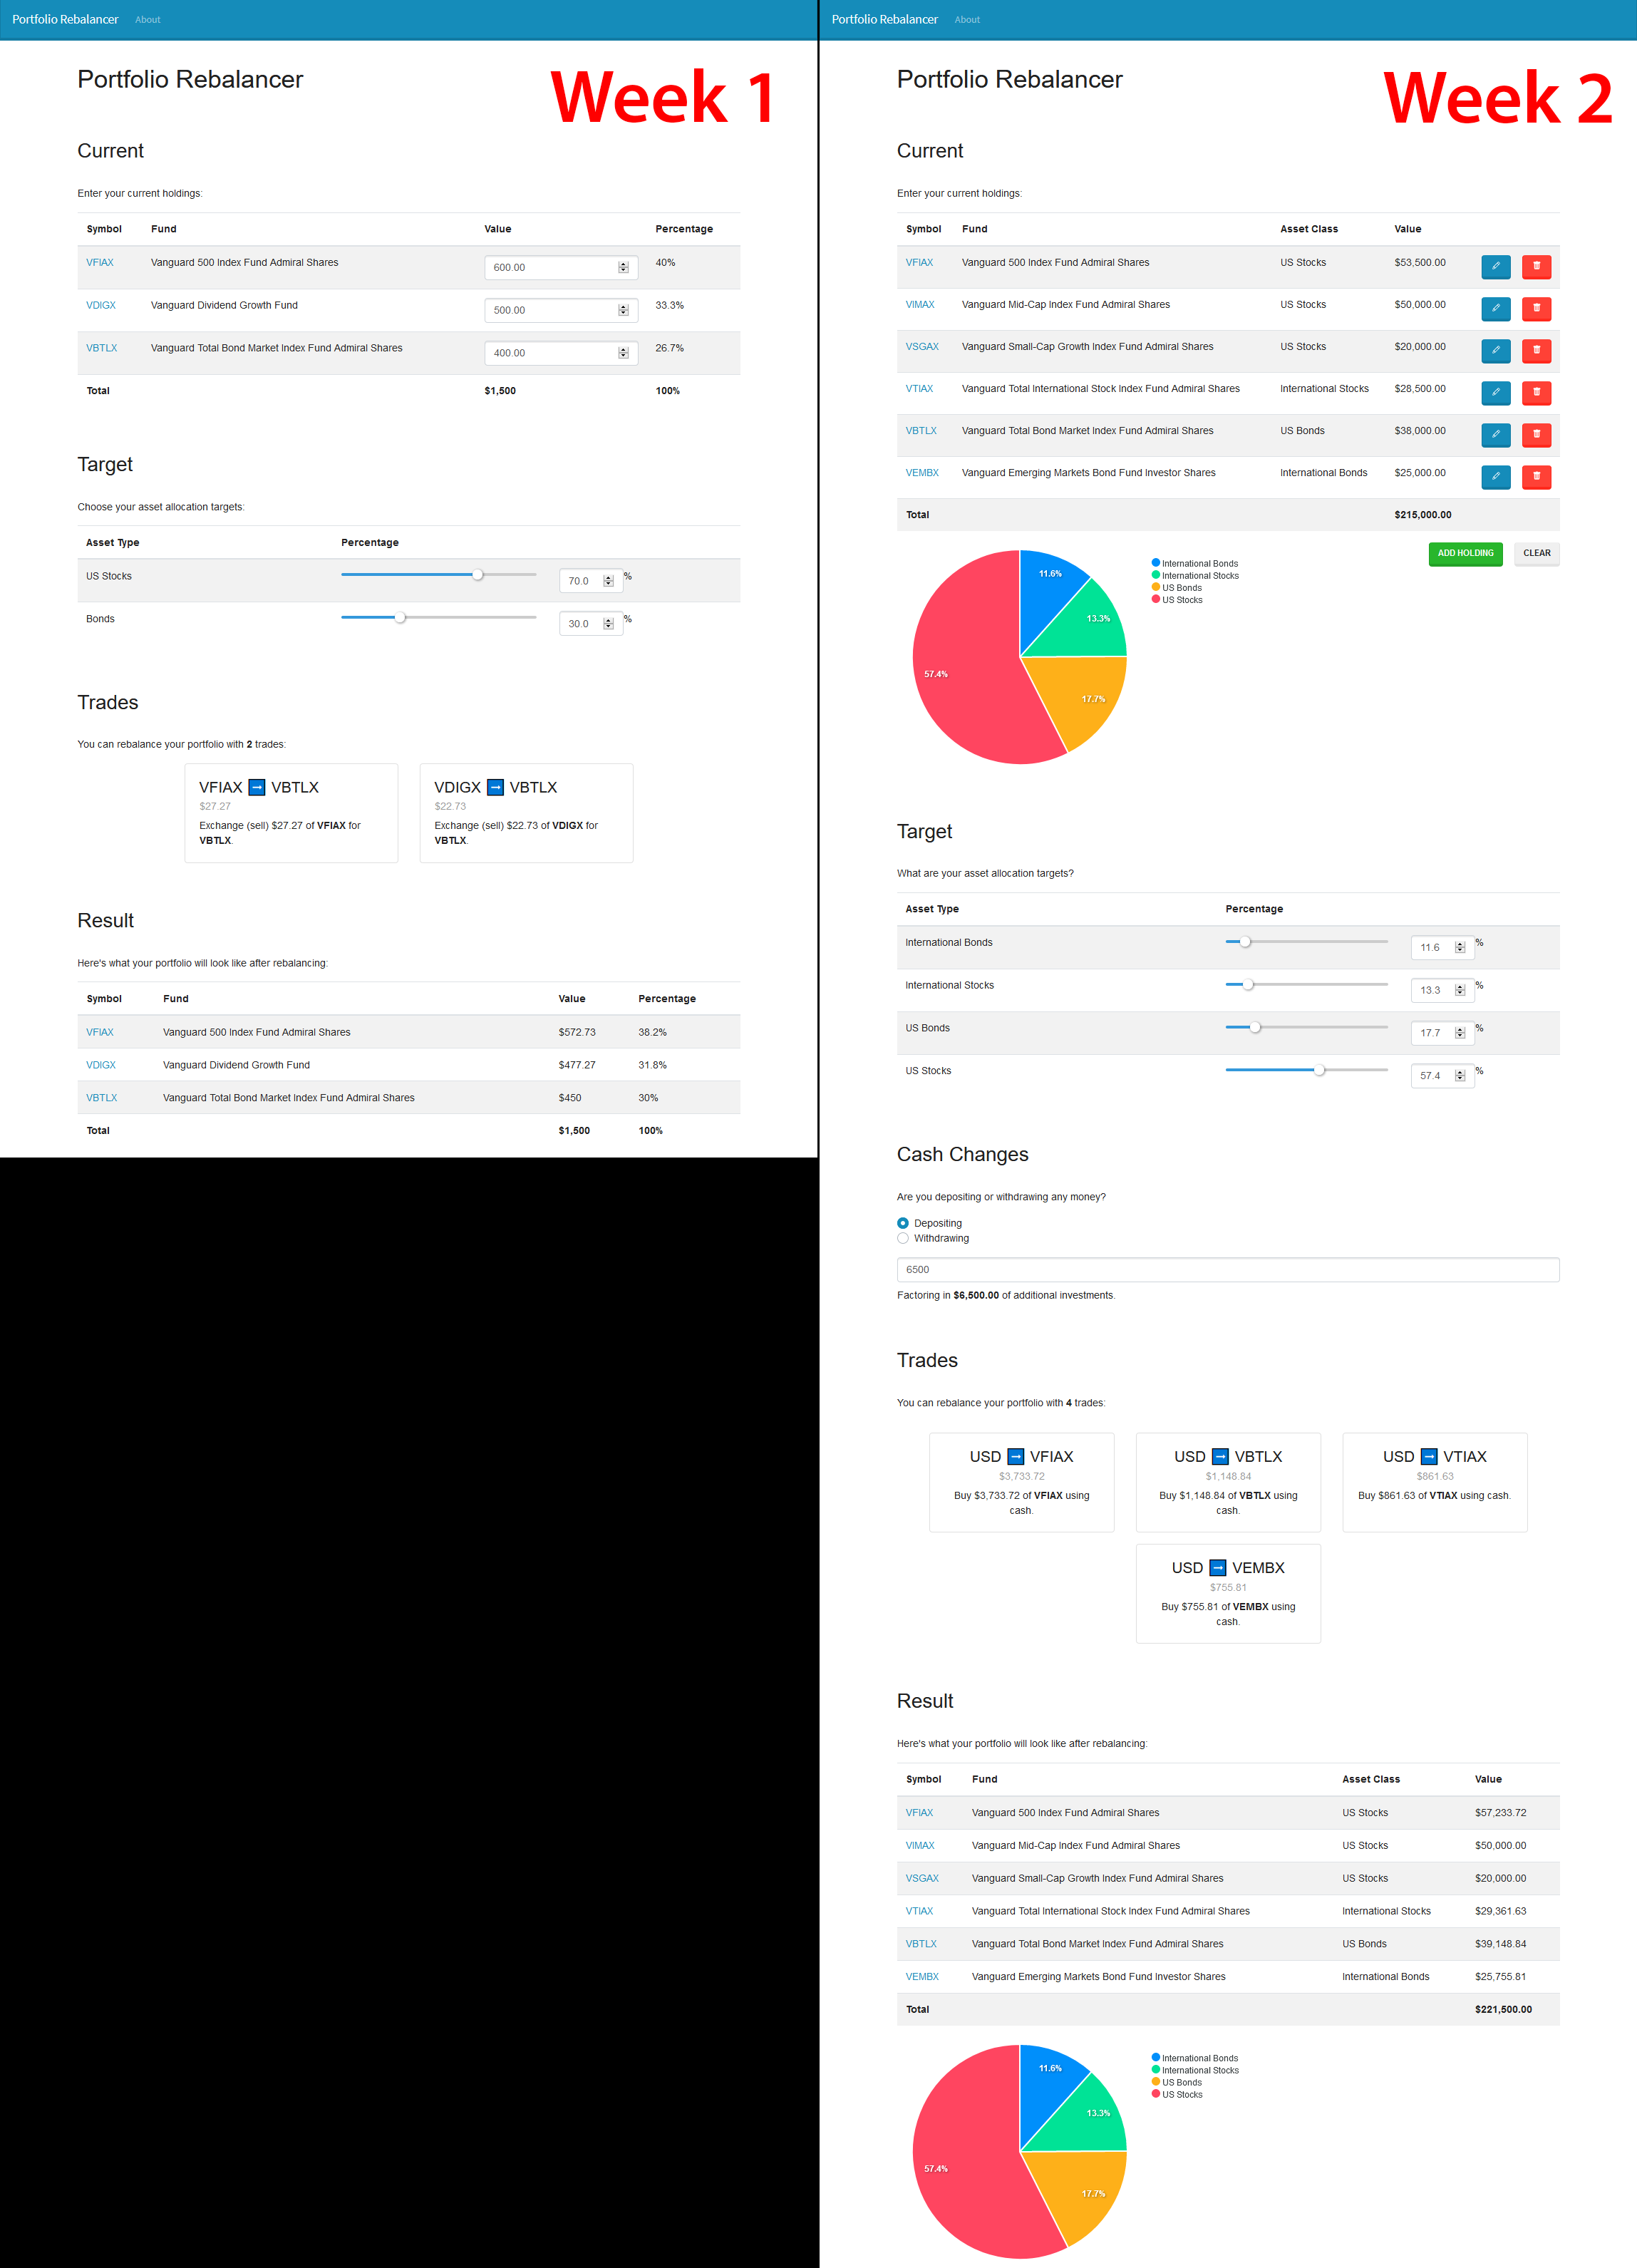 Portfolio Rebalancer About
Portfolio Rebalancer
Week 1
Current
Enter your current holdings:
Symbol Fund Value Percentage
VFIAX Vanguard 500 Index Fund Admiral Shares 600.00 40%
VDIGX Vanguard Dividend Growth Fund 500.00 33.3%
VBTLX Vanguard Total Bond Market Index Fund Admiral Shares 400.00 26.7%
Total $1,500 100%
Target
Choose your asset allocation targets:
Asset Type Percentage
US Stocks 70.0 %
Bonds 30.0 %
Trades
You can rebalance your portfolio with 2 trades:
VFIAX ➡ VBTLX
$27.27
Exchange (sell) $27.27 of VFIAX for
VBTLX.
VDIGX ➡ VBTLX
$22.73
Exchange (sell) $22.73 of VDIGX for
VBTLX.
Result
Here's what your portfolio will look like after rebalancing:
Symbol Fund Value Percentage
VFIAX Vanguard 500 Index Fund Admiral Shares $572.73 38.2%
VDIGX Vanguard Dividend Growth Fund $477.27 31.8%
VBTLX Vanguard Total Bond Market Index Fund Admiral Shares $450 30%
Total $1,500 100%
Portfolio Rebalancer About
Portfolio Rebalancer
Week 2
Current
Enter your current holdings:
Symbol Fund Asset Class Value
VFIAX Vanguard 500 Index Fund Admiral Shares US Stocks $53,500.00
VIMAX Vanguard Mid-Cap Index Fund Admiral Shares US Stocks $50,000.00
VSGAX Vanguard Small-Cap Growth Index Fund Admiral Shares US Stocks $20,000.00
VTIAX Vanguard Total International Stock Index Fund Admiral Shares International Stocks $28,500.00
VBTLX Vanguard Total Bond Market Index Fund Admiral Shares US Bonds $38,000.00
VEMBX Vanguard Emerging Markets Bond Fund Investor Shares International Bonds $25,000.00
Total $215,000.00
ADD HOLDING CLEAR
11.6%
13.3%
17.7%
57.4%
International Bonds
International Stocks
US Bonds
US Stocks
Target
What are your asset allocation targets?
Asset Type Percentage
International Bonds 11.6 %
International Stocks 13.3 %
US Bonds 17.7 %
US Stocks 57.4 %
Cash Changes
Are you depositing or withdrawing any money?
Depositing
Withdrawing
6500
Factoring in $6,500.00 of additional investments.
Trades
You can rebalance your portfolio with 4 trades:
USD ➡ VFIAX
$3,733.72
Buy $3,733.72 of VFIAX using
cash.
USD ➡ VBTLX
$1,148.84
Buy $1,148.84 of VBTLX using
cash.
USD ➡ VTIAX
$861.63
Buy $861.63 of VTIAX using cash.
USD ➡ VEMBX
$755.81
Buy $755.81 of VEMBX using
cash.
Result
Here's what your portfolio will look like after rebalancing:
Symbol Fund Asset Class Value
VFIAX Vanguard 500 Index Fund Admiral Shares US Stocks $57,233.72
VIMAX Vanguard Mid-Cap Index Fund Admiral Shares US Stocks $50,000.00
VSGAX Vanguard Small-Cap Growth Index Fund Admiral Shares US Stocks $20,000.00
VTIAX Vanguard Total International Stock Index Fund Admiral Shares International Stocks $29,361.63
VBTLX Vanguard Total Bond Market Index Fund Admiral Shares US Bonds $39,148.84
VEMBX Vanguard Emerging Markets Bond Fund Investor Shares International Bonds $25,755.81
Total $221,500.00
11.6%
13.3%
17.7%
57.4%
International Bonds
International Stocks
US Bonds
US Stocks